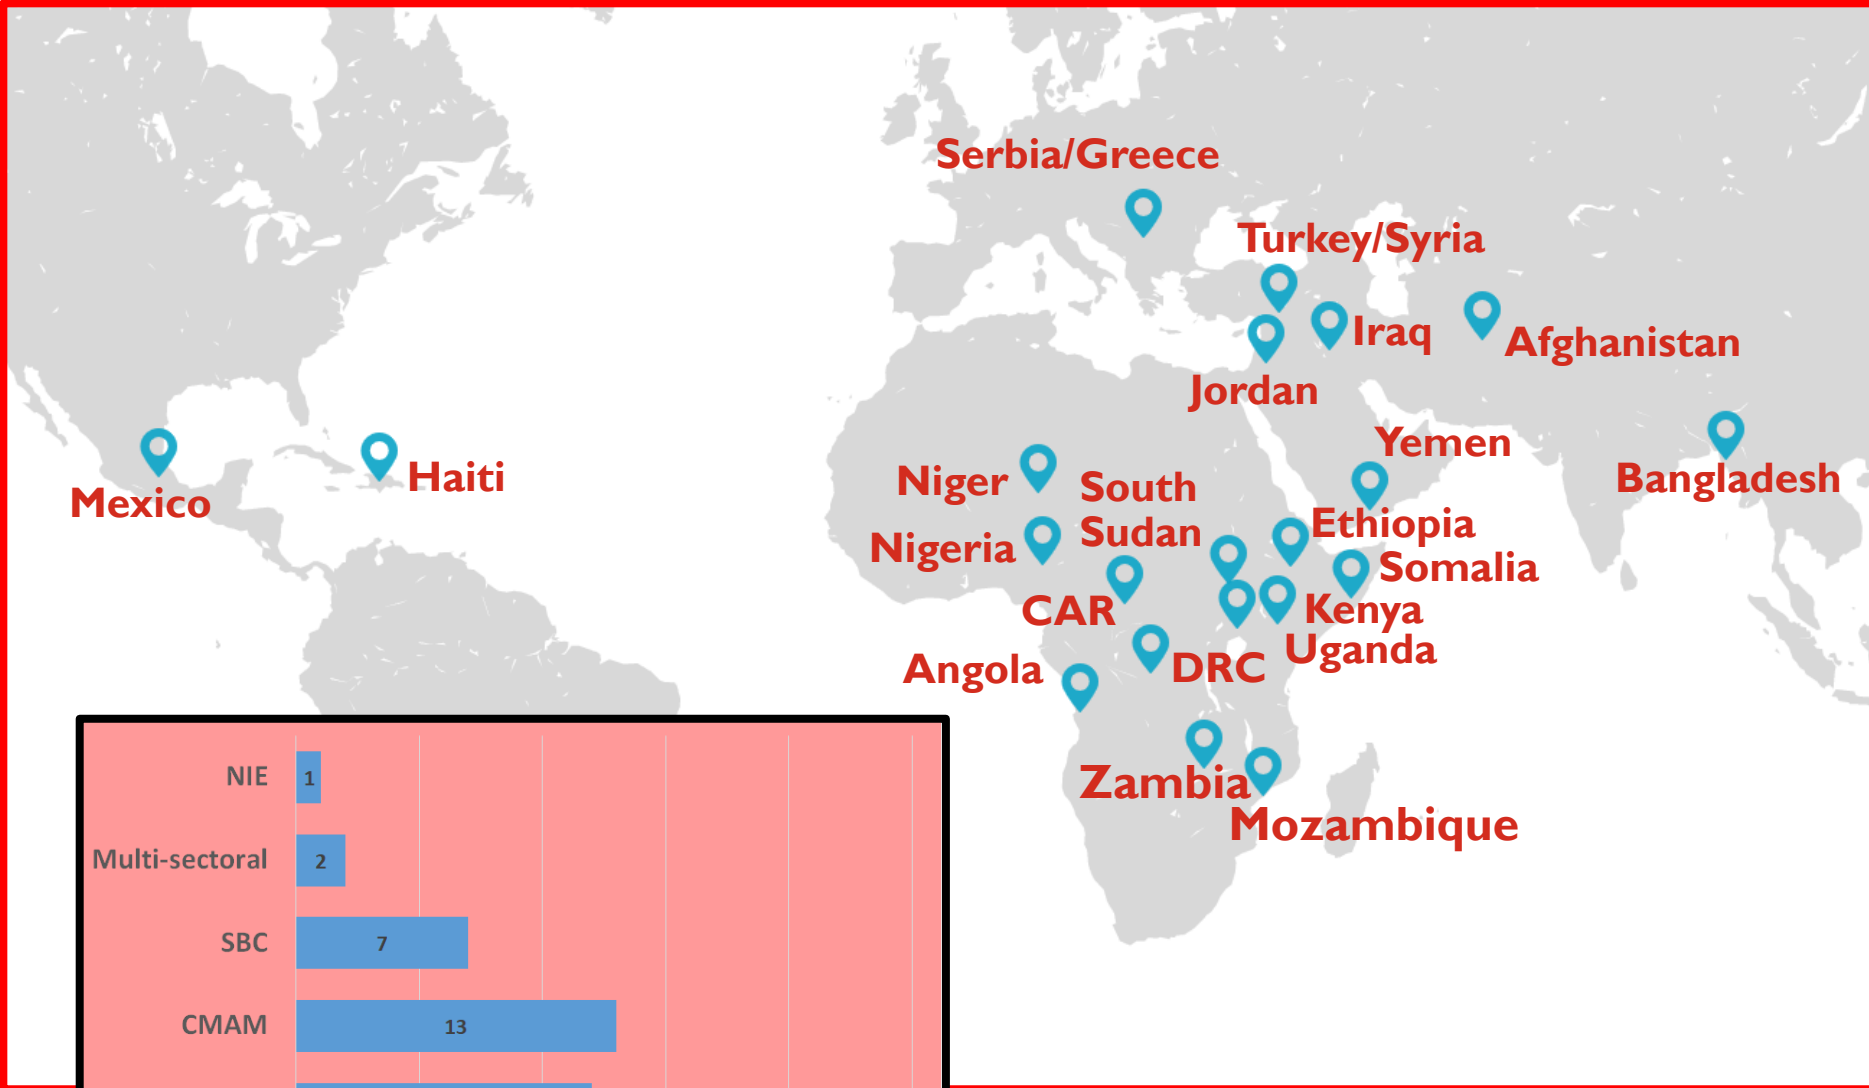 Serbia/Greece
Turkey/Syria
Iraq
Afghanistan
Jordan
Yemen
Bangladesh
Mexico
Haiti
Niger
South
Sudan
Nigeria
Ethiopia
Somalia
CAR
Kenya
Uganda
Angola
DRC
Zambia
Mozambique
NIE 1
Multi-sectoral 2
SBC 7
CMAM 13